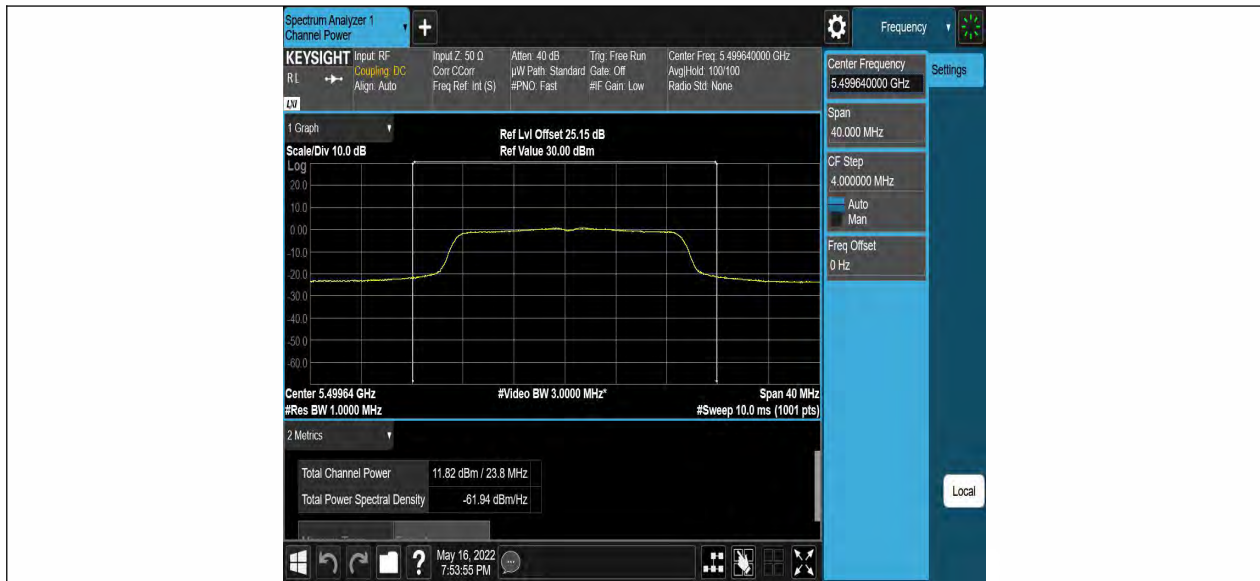 Spectrum Analyzer 1
Channel Power
+
Frequency
KEYSIGHT
RL
LXI
Input: RF
Coupling: DC
Align: Auto
Input Z: 50 Ω
Corr CCorr
Freq Ref: Int (S)
Atten: 40 dB
µW Path: Standard
#PNO: Fast
Trig: Free Run
Gate: Off
#IF Gain: Low
Center Freq: 5.499640000 GHz
Avg|Hold: 100/100
Radio Std: None
Center Frequency
5.499640000 GHz
Settings
Span
40.000 MHz
CF Step
4.000000 MHz
Auto
Man
Freq Offset
0 Hz
1 Graph
Scale/Div 10.0 dB
Ref Lvl Offset 25.15 dB
Ref Value 30.00 dBm
Log
20.0
10.0
0.00
-10.0
-20.0
-30.0
-40.0
-50.0
-60.0
Center 5.49964 GHz
#Video BW 3.0000 MHz*
Span 40 MHz
#Res BW 1.0000 MHz
#Sweep 10.0 ms (1001 pts)
2 Metrics
Total Channel Power 11.82 dBm / 23.8 MHz
Total Power Spectral Density -61.94 dBm/Hz
Local
?
May 16, 2022
7:53:55 PM